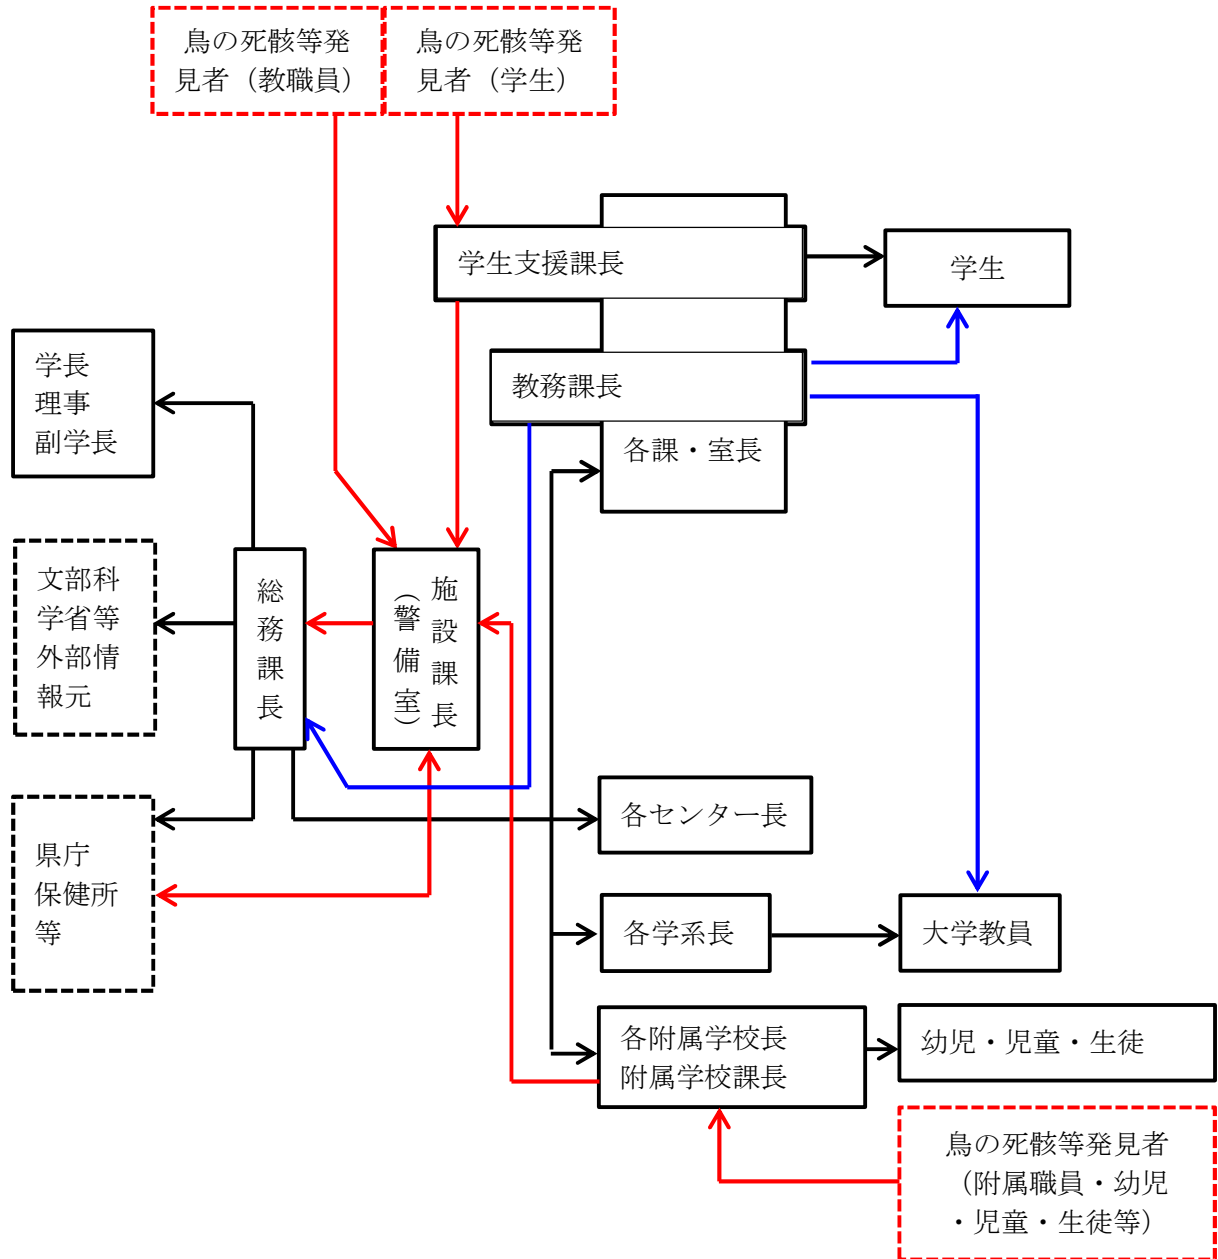 鳥の死骸等発
見者（教職員）
鳥の死骸等発
見者（学生）
学生支援課長
学生
学長
理事
副学長
教務課長
各課・室長
文部科
学省等
外部情
報元
総務課長
施設課長
（警備室）
各センター長
県庁
保健所
等
各学系長
大学教員
各附属学校長
附属学校課長
幼児・児童・生徒
鳥の死骸等発見者
（附属職員・幼児
・児童・生徒等）